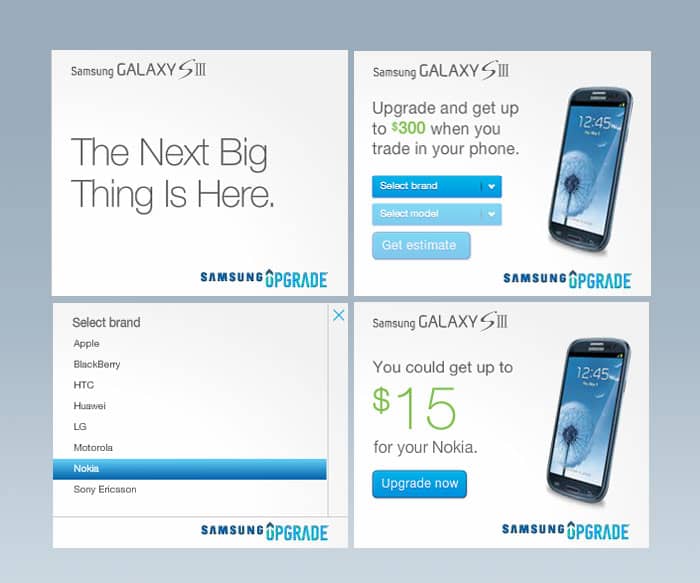 Samsung GALAXY SIII
The Next Big
Thing Is Here.
SAMSUNG UPGRADE
Samsung GALAXY SIII
Upgrade and get up
to $300 when you
trade in your phone.
Select brand
Select model
Get estimate
12:45
SAMSUNG UPGRADE
Select brand
Apple
BlackBerry
HTC
Huawei
LG
Motorola
Nokia
Sony Ericsson
SAMSUNG UPGRADE
Samsung GALAXY SIII
You could get up to
$15
for your Nokia.
Upgrade now
12:45
SAMSUNG UPGRADE